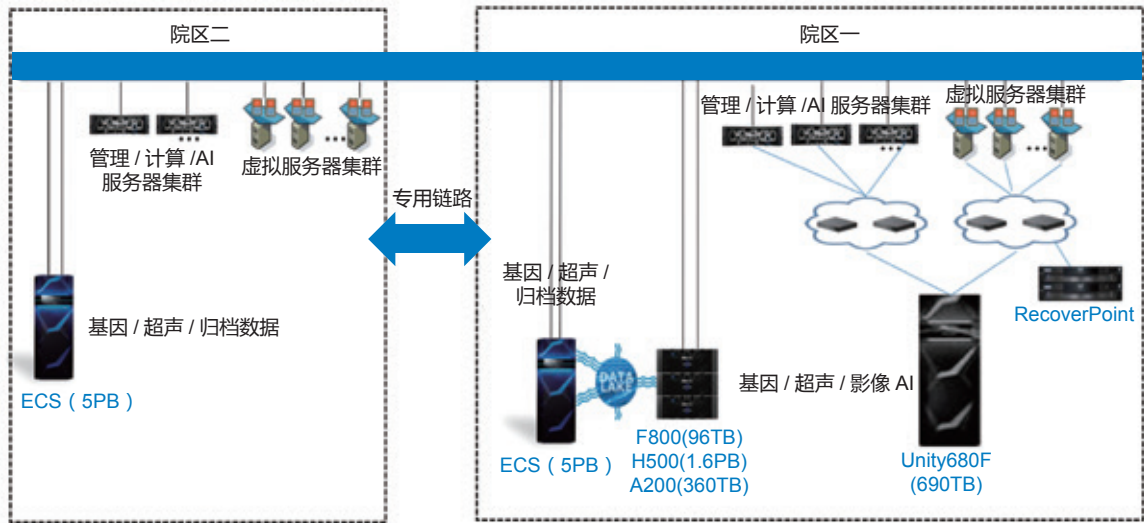 院区二
管理 / 计算 /AI
服务器集群
虚拟服务器集群
基因 / 超声 / 归档数据
ECS（5PB）
专用链路
院区一
管理 / 计算 /AI 服务器集群
虚拟服务器集群
基因 / 超声 /
归档数据
DATA
LAKE
ECS（5PB）
F800(96TB)
H500(1.6PB)
A200(360TB)
基因 / 超声 / 影像 AI
RecoverPoint
Unity680F
(690TB)